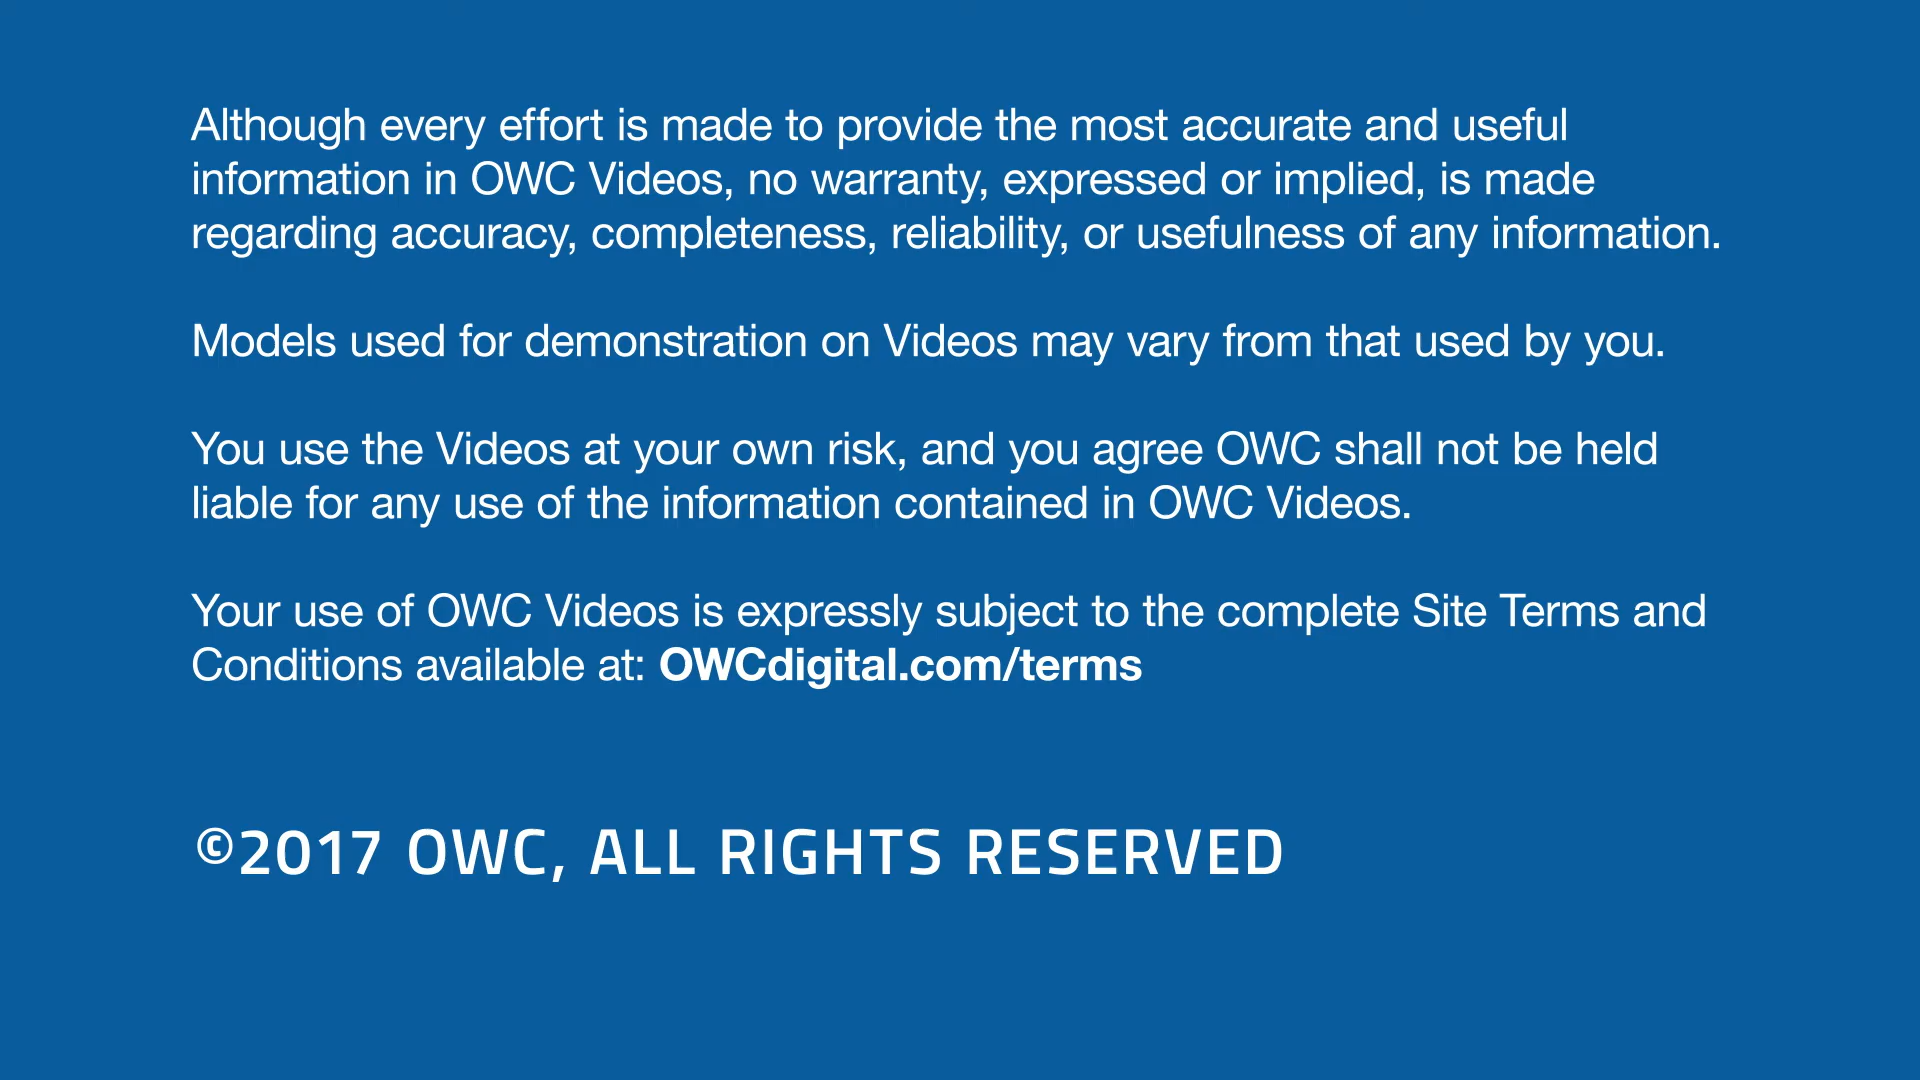 Although every effort is made to provide the most accurate and useful
information in OWC Videos, no warranty, expressed or implied, is made
regarding accuracy, completeness, reliability, or usefulness of any information.
Models used for demonstration on Videos may vary from that used by you.
You use the Videos at your own risk, and you agree OWC shall not be held
liable for any use of the information contained in OWC Videos.
Your use of OWC Videos is expressly subject to the complete Site Terms and
Conditions available at: OWCdigital.com/terms
©2017 OWC, ALL RIGHTS RESERVED